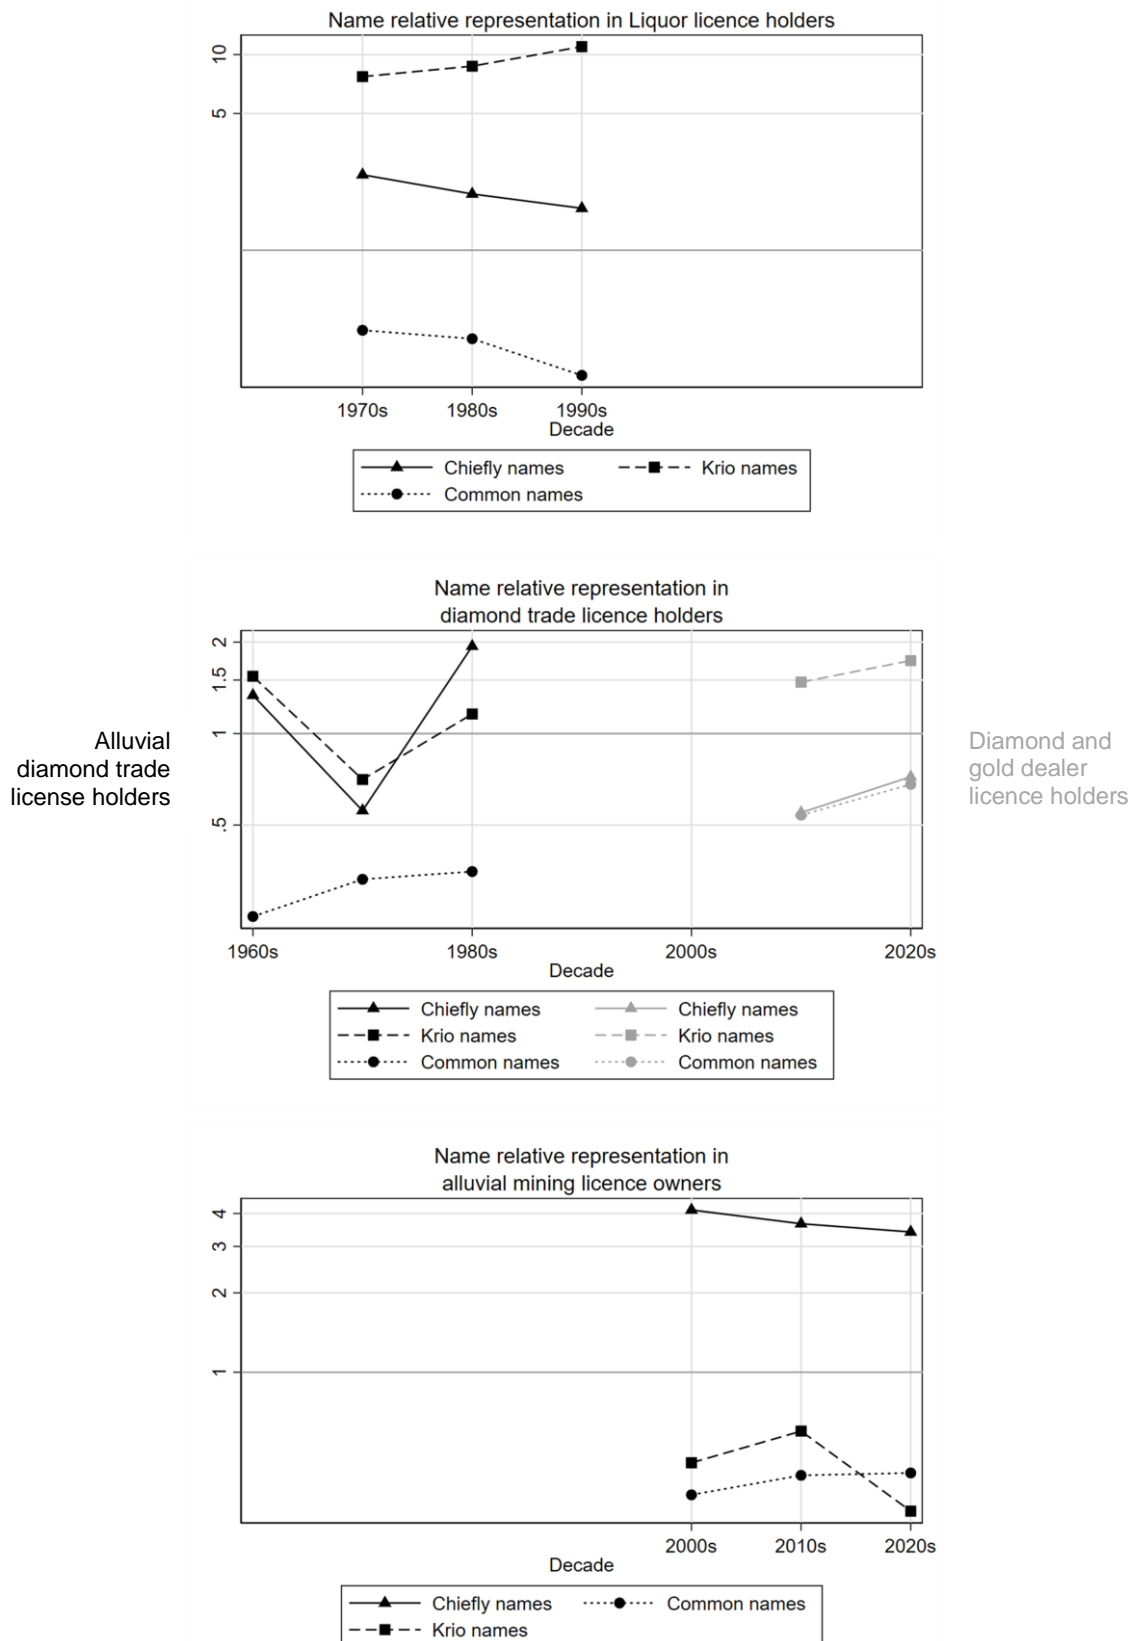 Name relative representation in Liquor licence holders
10
5
1970s 1980s 1990s
Decade
Chiefly names Krio names
Common names
Name relative representation in
diamond trade licence holders
2
1.5
1
.5
Alluvial
diamond trade
license holders
Diamond and
gold dealer
licence holders
1960s 1980s 2000s 2020s
Decade
Chiefly names Chiefly names
Krio names Krio names
Common names Common names
Name relative representation in
alluvial mining licence owners
4
3
2
1
2000s 2010s 2020s
Decade
Chiefly names Common names
Krio names